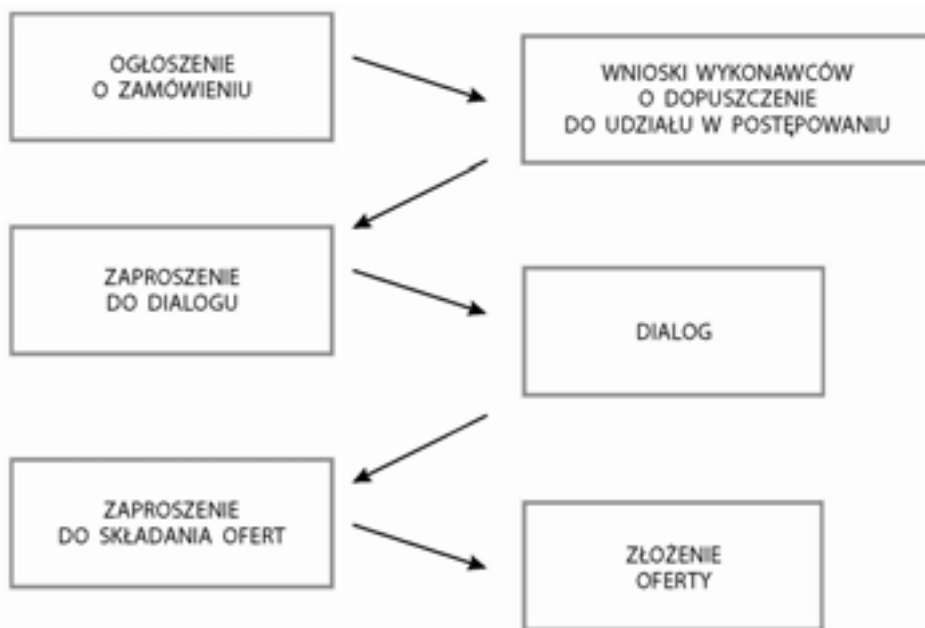 OGŁOSZENIE
O ZAMÓWIENIU
WNIOSKI WYKONAWCÓW
O DOPUSZCZENIE
DO UDZIAŁU W POSTĘPOWANIU
ZAPROSZENIE
DO DIALOGU
DIALOG
ZAPROSZENIE
DO SKŁADANIA OFERT
ZŁOŻENIE
OFERTY